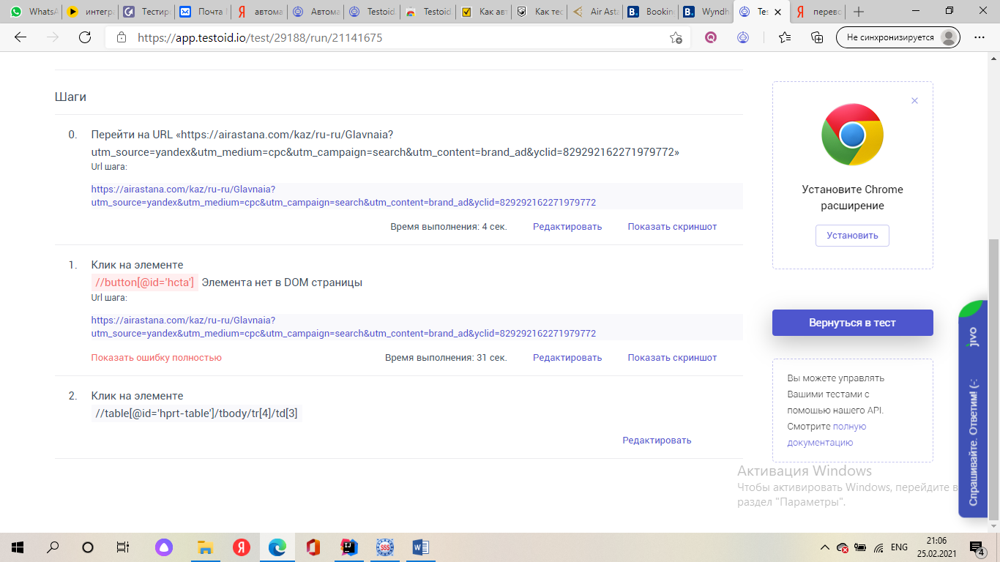 WhatsA
интегра
Тестиро
Почта
автома
Автома
Testoid.
Testoid
Как авт
Как тес
Air Asta
Booking
Wyndh
Tes
перевс
Не синхронизируется
https://app.testoid.io/test/29188/run/21141675
Шаги
0. Перейти на URL «https://airastana.com/kaz/ru-ru/Glavnaia?
utm_source=yandex&utm_medium=cpc&utm_campaign=search&utm_content=brand_ad&yclid=829292162271979772»
Url шага:
https://airastana.com/kaz/ru-ru/Glavnaia?
utm_source=yandex&utm_medium=cpc&utm_campaign=search&utm_content=brand_ad&yclid=829292162271979772
Время выполнения: 4 сек. Редактировать Показать скриншот
1. Клик на элементе
//button[@id='hcta'] Элемента нет в DOM страницы
Url шага:
https://airastana.com/kaz/ru-ru/Glavnaia?
utm_source=yandex&utm_medium=cpc&utm_campaign=search&utm_content=brand_ad&yclid=829292162271979772
Показать ошибку полностью Время выполнения: 31 сек. Редактировать Показать скриншот
2. Клик на элементе
//table[@id='hprt-table']/tbody/tr[4]/td[3]
Редактировать
Установите Chrome
расширение
Установить
Вернуться в тест
Вы можете управлять
Вашими тестами с
помощью нашего API.
Смотрите полную
документацию
jivo
Спрашивайте. Ответим! (-:
Активация Windows
Чтобы активировать Windows, перейдите в
раздел "Параметры".
ENG
21:06
25.02.2021
4